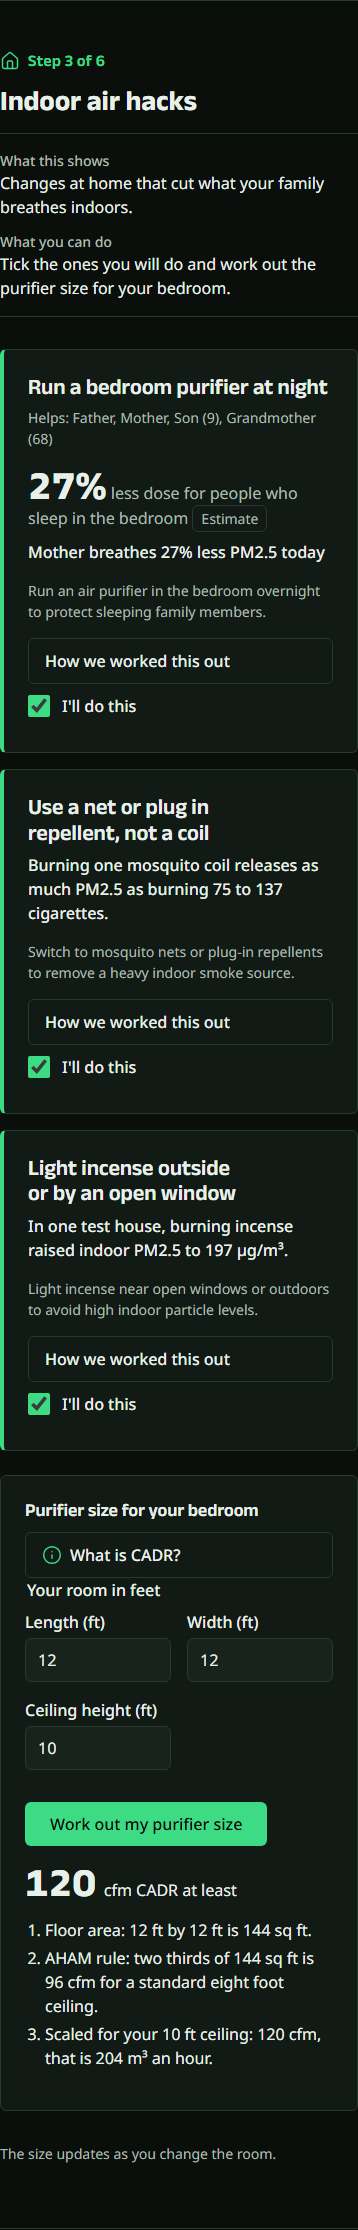 Step 3 of 6
Indoor air hacks
What this shows
Changes at home that cut what your family
breathes indoors.
What you can do
Tick the ones you will do and work out the
purifier size for your bedroom.
Run a bedroom purifier at night
Helps: Father, Mother, Son (9), Grandmother
(68)
27% less dose for people who
sleep in the bedroom Estimate
Mother breathes 27% less PM2.5 today
Run an air purifier in the bedroom overnight
to protect sleeping family members.
How we worked this out
I'll do this
Use a net or plug in
repellent, not a coil
Burning one mosquito coil releases as
much PM2.5 as burning 75 to 137
cigarettes.
Switch to mosquito nets or plug-in repellents
to remove a heavy indoor smoke source.
How we worked this out
I'll do this
Light incense outside
or by an open window
In one test house, burning incense
raised indoor PM2.5 to 197 µg/m³.
Light incense near open windows or outdoors
to avoid high indoor particle levels.
How we worked this out
I'll do this
Purifier size for your bedroom
What is CADR?
Your room in feet
Length (ft) Width (ft)
12 12
Ceiling height (ft)
10
Work out my purifier size
120 cfm CADR at least
1. Floor area: 12 ft by 12 ft is 144 sq ft.
2. AHAM rule: two thirds of 144 sq ft is
96 cfm for a standard eight foot
ceiling.
3. Scaled for your 10 ft ceiling: 120 cfm,
that is 204 m³ an hour.
The size updates as you change the room.